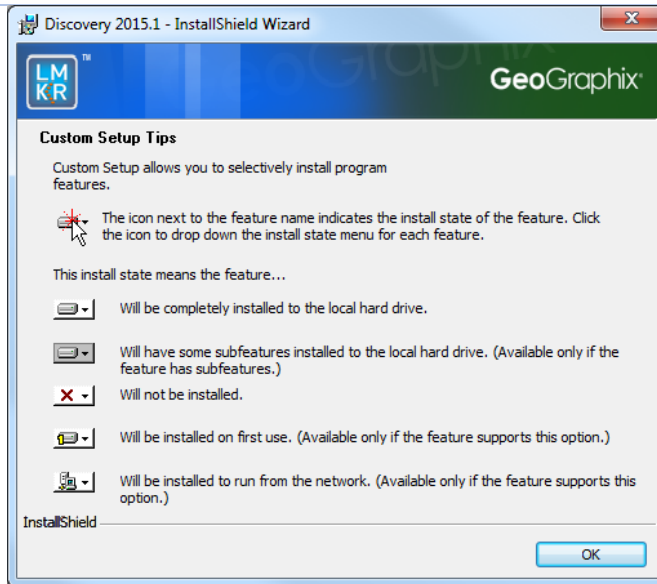 Discovery 2015.1 - InstallShield Wizard
LM
KR
TM
GeoGraphix
Custom Setup Tips
Custom Setup allows you to selectively install program
features.
The icon next to the feature name indicates the install state of the feature. Click
the icon to drop down the install state menu for each feature.
This install state means the feature...
Will be completely installed to the local hard drive.
Will have some subfeatures installed to the local hard drive. (Available only if the
feature has subfeatures.)
Will not be installed.
Will be installed on first use. (Available only if the feature supports this option.)
Will be installed to run from the network. (Available only if the feature supports this
option.)
InstallShield
OK